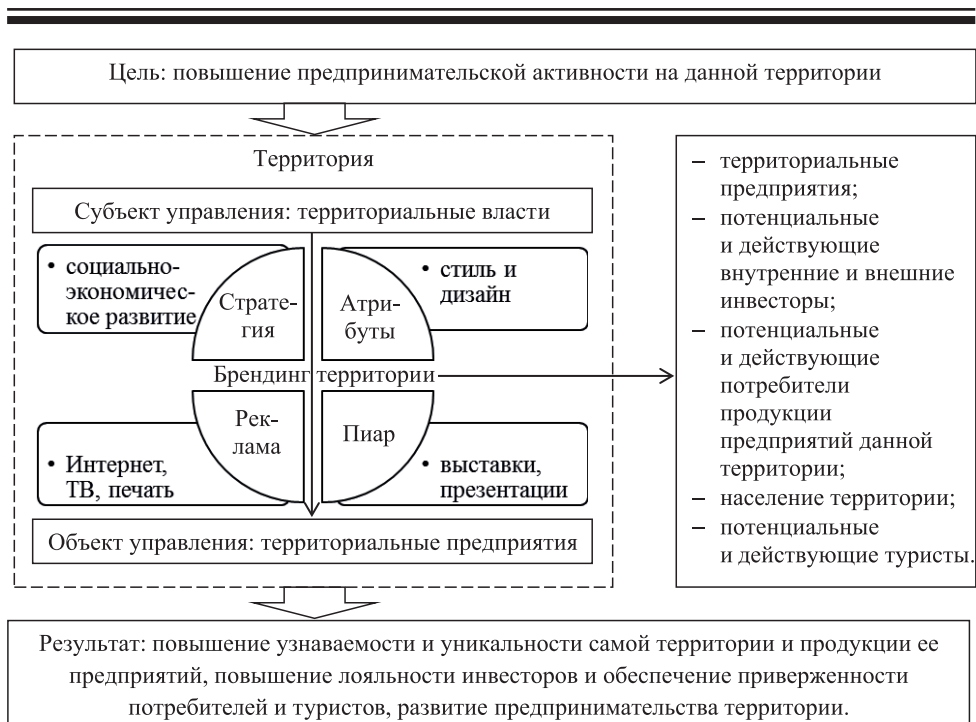 Цель: повышение предпринимательской активности на данной территории
Территория
Субъект управления: территориальные власти
• социально-
экономичес-
кое развитие
Страте-
гия
Атри-
буты
• стиль и
дизайн
Брендинг территории
• Интернет,
ТВ, печать
Рек-
лама
Пиар
• выставки,
презентации
Объект управления: территориальные предприятия
– территориальные
предприятия;
– потенциальные
и действующие
внутренние и внешние
инвесторы;
– потенциальные
и действующие
потребители
продукции
предприятий данной
территории;
– население территории;
– потенциальные
и действующие туристы.
Результат: повышение узнаваемости и уникальности самой территории и продукции ее
предприятий, повышение лояльности инвесторов и обеспечение приверженности
потребителей и туристов, развитие предпринимательства территории.